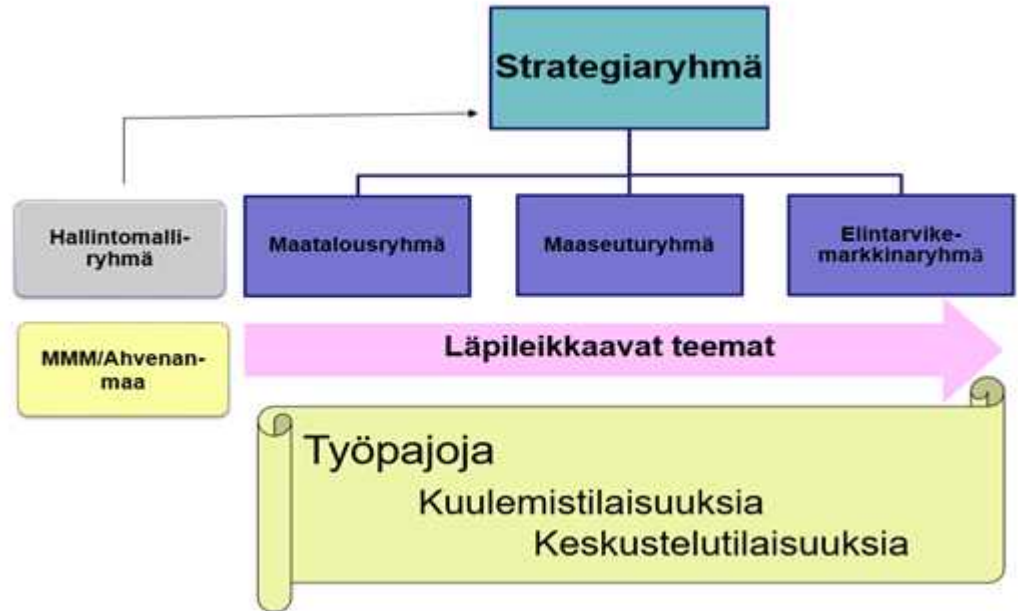 Strategiaryhmä
Hallintomalli-
ryhmä
Maatalousryhmä
Maaseuturyhmä
Elintarvike-
markkinaryhmä
MMM/Ahvenan-
maa
Läpileikkaavat teemat
Työpajoja
Kuulemistilaisuuksia
Keskustelutilaisuuksia